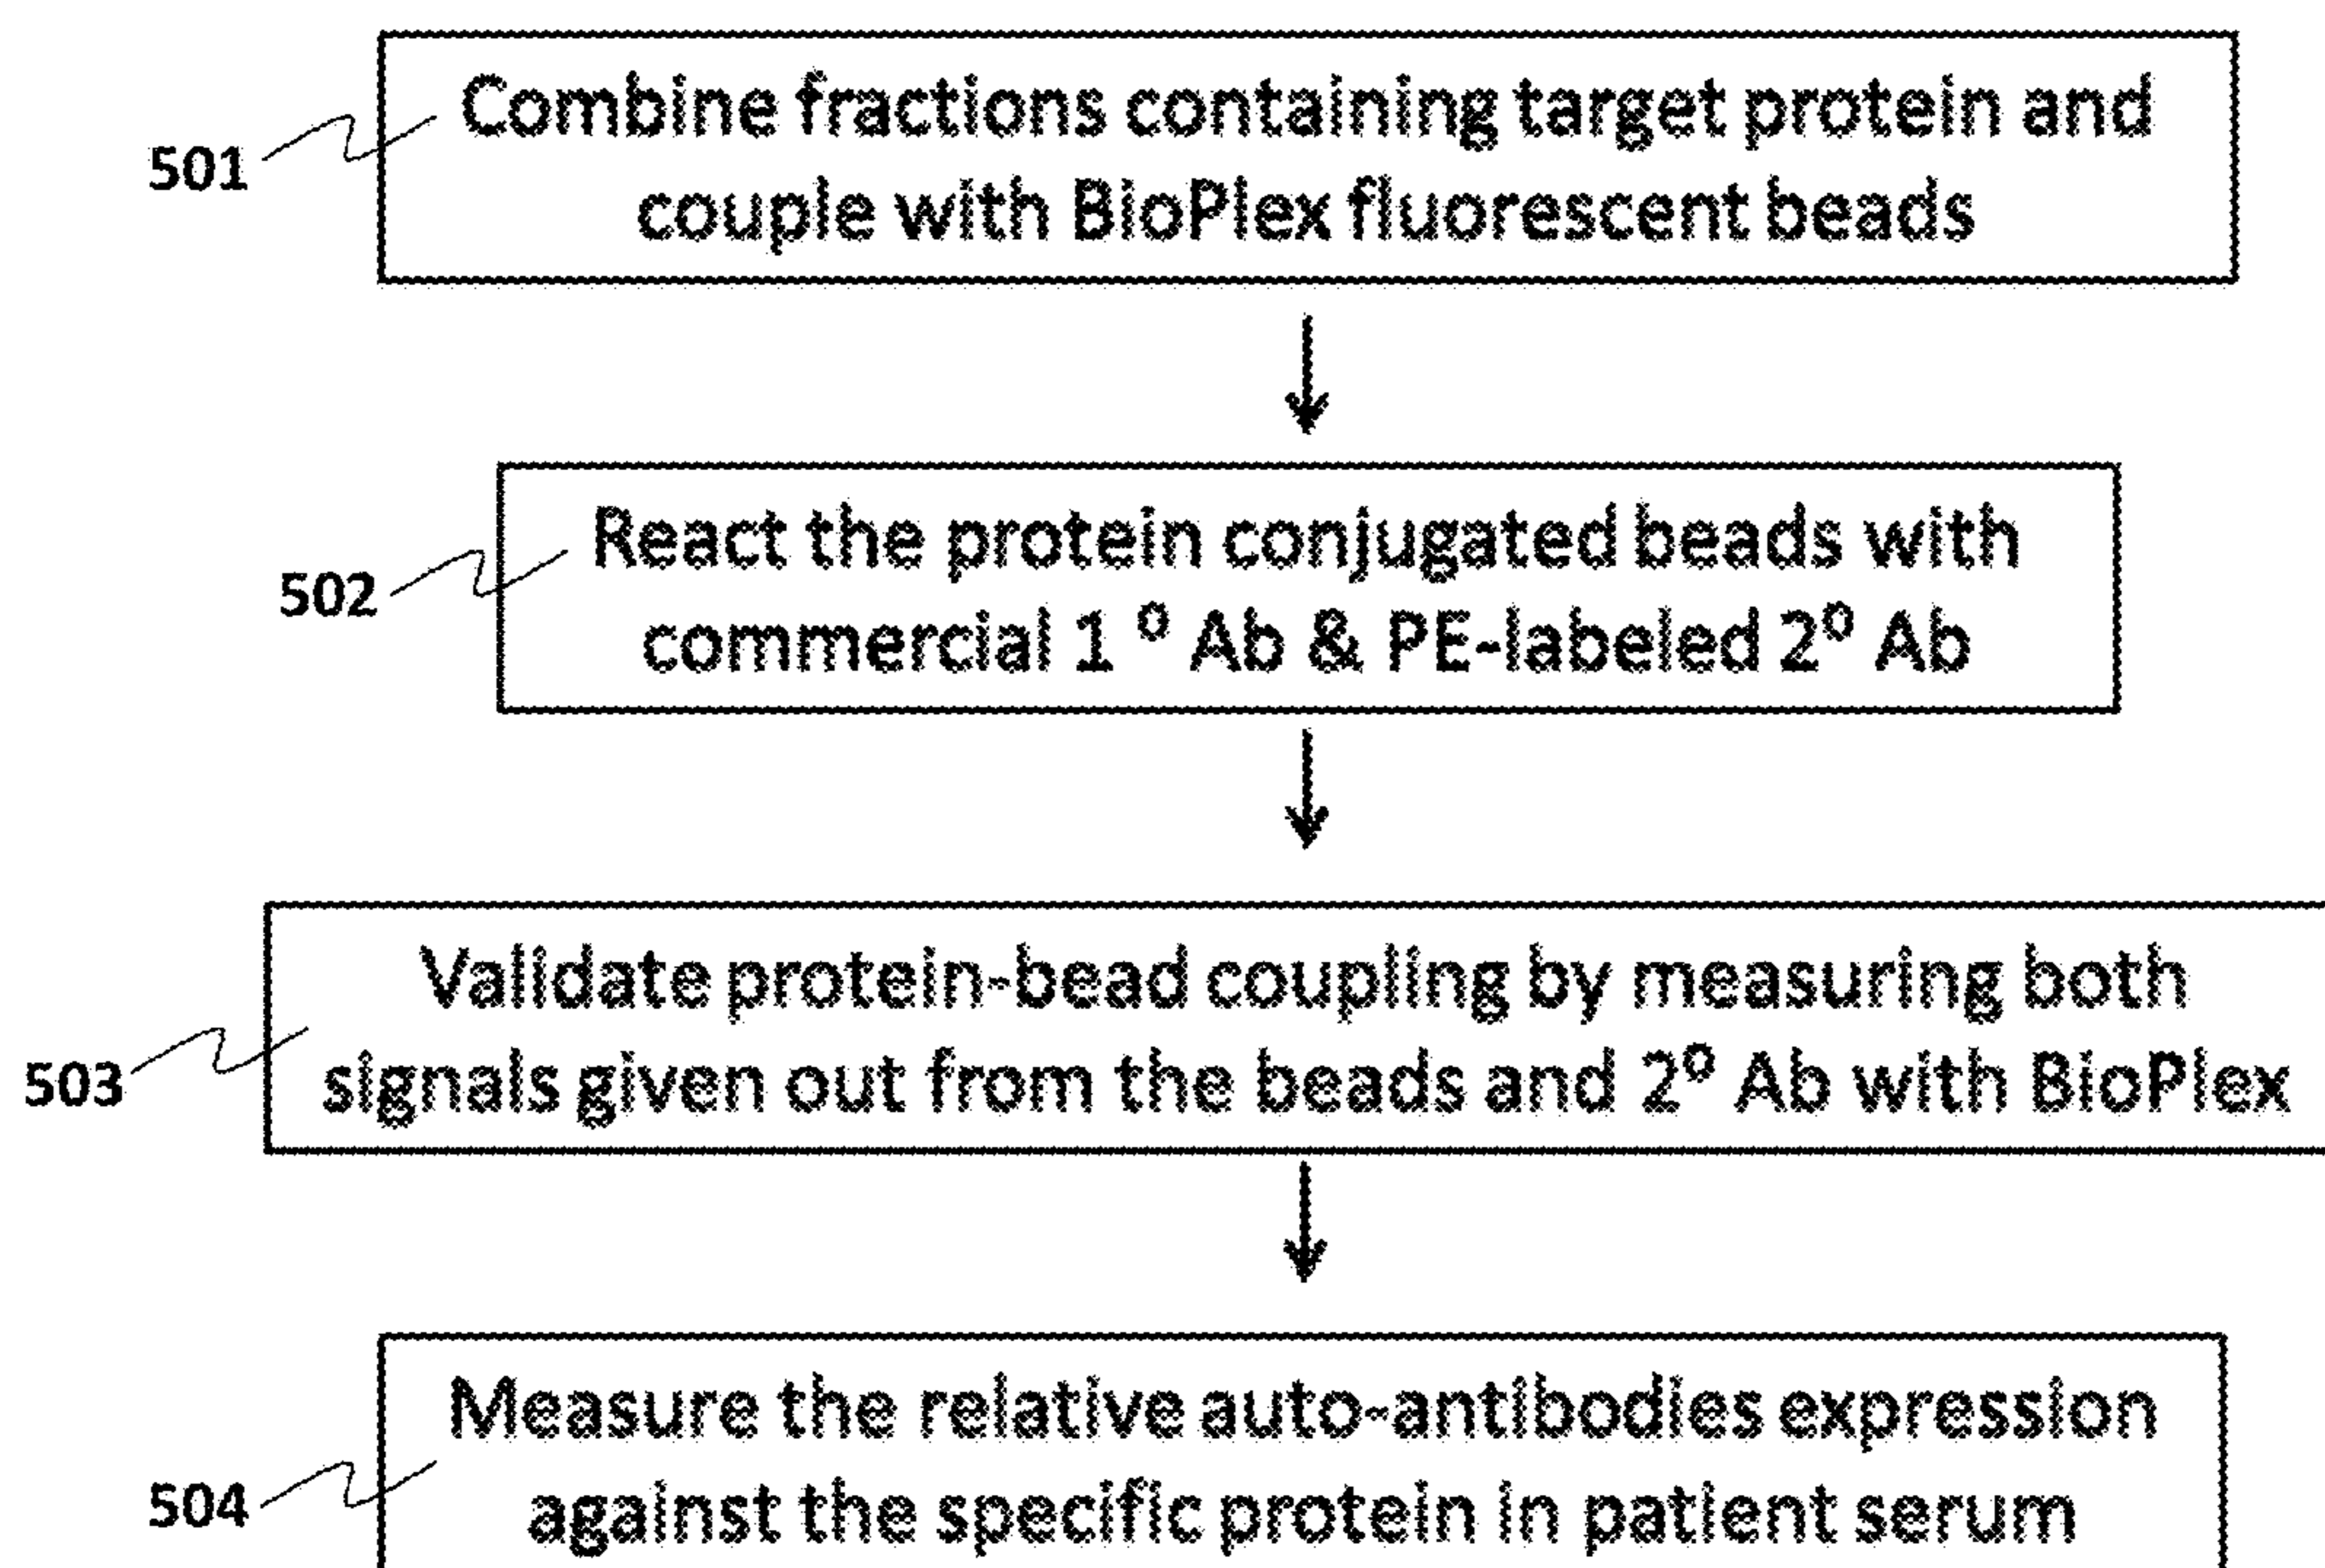 Combine fractions containing target protein and
501
couple with BioPlex fluorescent beads
React the protein conjugated beads with
502
commercial 1 º Ab & PE-labeled 2º Ab
Validate protein-bead coupling by measuring both
503
signals given out from the beads and 2º Ab with BioPlex
Measure the relative auto-antibodies expression
504
against the specific protein in patient serum